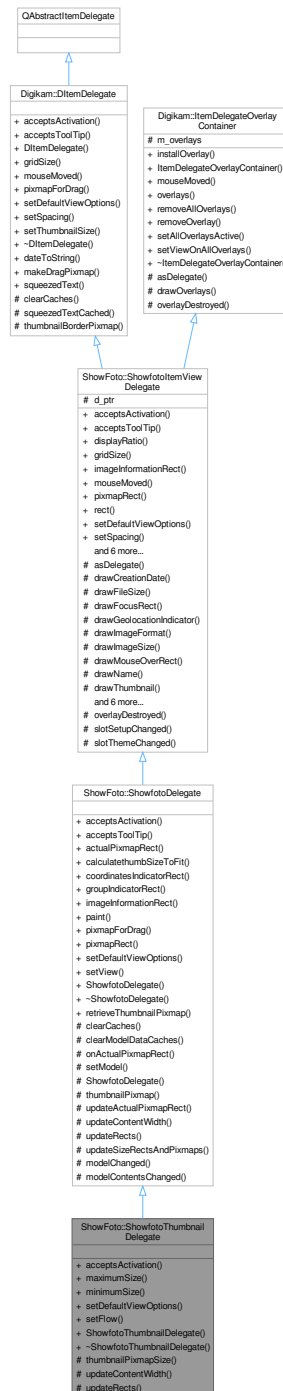 QAbstractItemDelegate
Digikam::DItemDelegate
+ acceptsActivation()
+ acceptsToolTip()
+ DItemDelegate()
+ gridSize()
+ mouseMoved()
+ pixmapForDrag()
+ setDefaultViewOptions()
+ setSpacing()
+ setThumbnailSize()
+ ~DItemDelegate()
+ dateToString()
+ makeDragPixmap()
+ squeezedText()
# clearCaches()
# squeezedTextCached()
# thumbnailBorderPixmap()
Digikam::ItemDelegateOverlay
Container
# m_overlays
+ installOverlay()
+ ItemDelegateOverlayContainer()
+ mouseMoved()
+ overlays()
+ removeAllOverlays()
+ removeOverlay()
+ setAllOverlaysActive()
+ setViewOnAllOverlays()
+ ~ItemDelegateOverlayContainer(
# asDelegate()
# drawOverlays()
# overlayDestroyed()
ShowFoto::ShowfotoItemView
Delegate
# d_ptr
+ acceptsActivation()
+ acceptsToolTip()
+ displayRatio()
+ gridSize()
+ imageInformationRect()
+ mouseMoved()
+ pixmapRect()
+ rect()
+ setDefaultViewOptions()
+ setSpacing()
and 6 more...
# asDelegate()
# drawCreationDate()
# drawFileSize()
# drawFocusRect()
# drawGeolocationIndicator()
# drawImageFormat()
# drawImageSize()
# drawMouseOverRect()
# drawName()
# drawThumbnail()
and 6 more...
# overlayDestroyed()
# slotSetupChanged()
# slotThemeChanged()
ShowFoto::ShowfotoDelegate
+ acceptsActivation()
+ acceptsToolTip()
+ actualPixmapRect()
+ calculatethumbSizeToFit()
+ coordinatesIndicatorRect()
+ groupIndicatorRect()
+ imageInformationRect()
+ paint()
+ pixmapForDrag()
+ pixmapRect()
+ setDefaultViewOptions()
+ setView()
+ ShowfotoDelegate()
+ ~ShowfotoDelegate()
+ retrieveThumbnailPixmap()
# clearCaches()
# clearModelDataCaches()
# onActualPixmapRect()
# setModel()
# ShowfotoDelegate()
# thumbnailPixmap()
# updateActualPixmapRect()
# updateContentWidth()
# updateRects()
# updateSizeRectsAndPixmaps()
# modelChanged()
# modelContentsChanged()
ShowFoto::ShowfotoThumbnail
Delegate
+ acceptsActivation()
+ maximumSize()
+ minimumSize()
+ setDefaultViewOptions()
+ setFlow()
+ ShowfotoThumbnailDelegate()
+ ~ShowfotoThumbnailDelegate()
# thumbnailPixmapSize()
# updateContentWidth()
# updateRects()